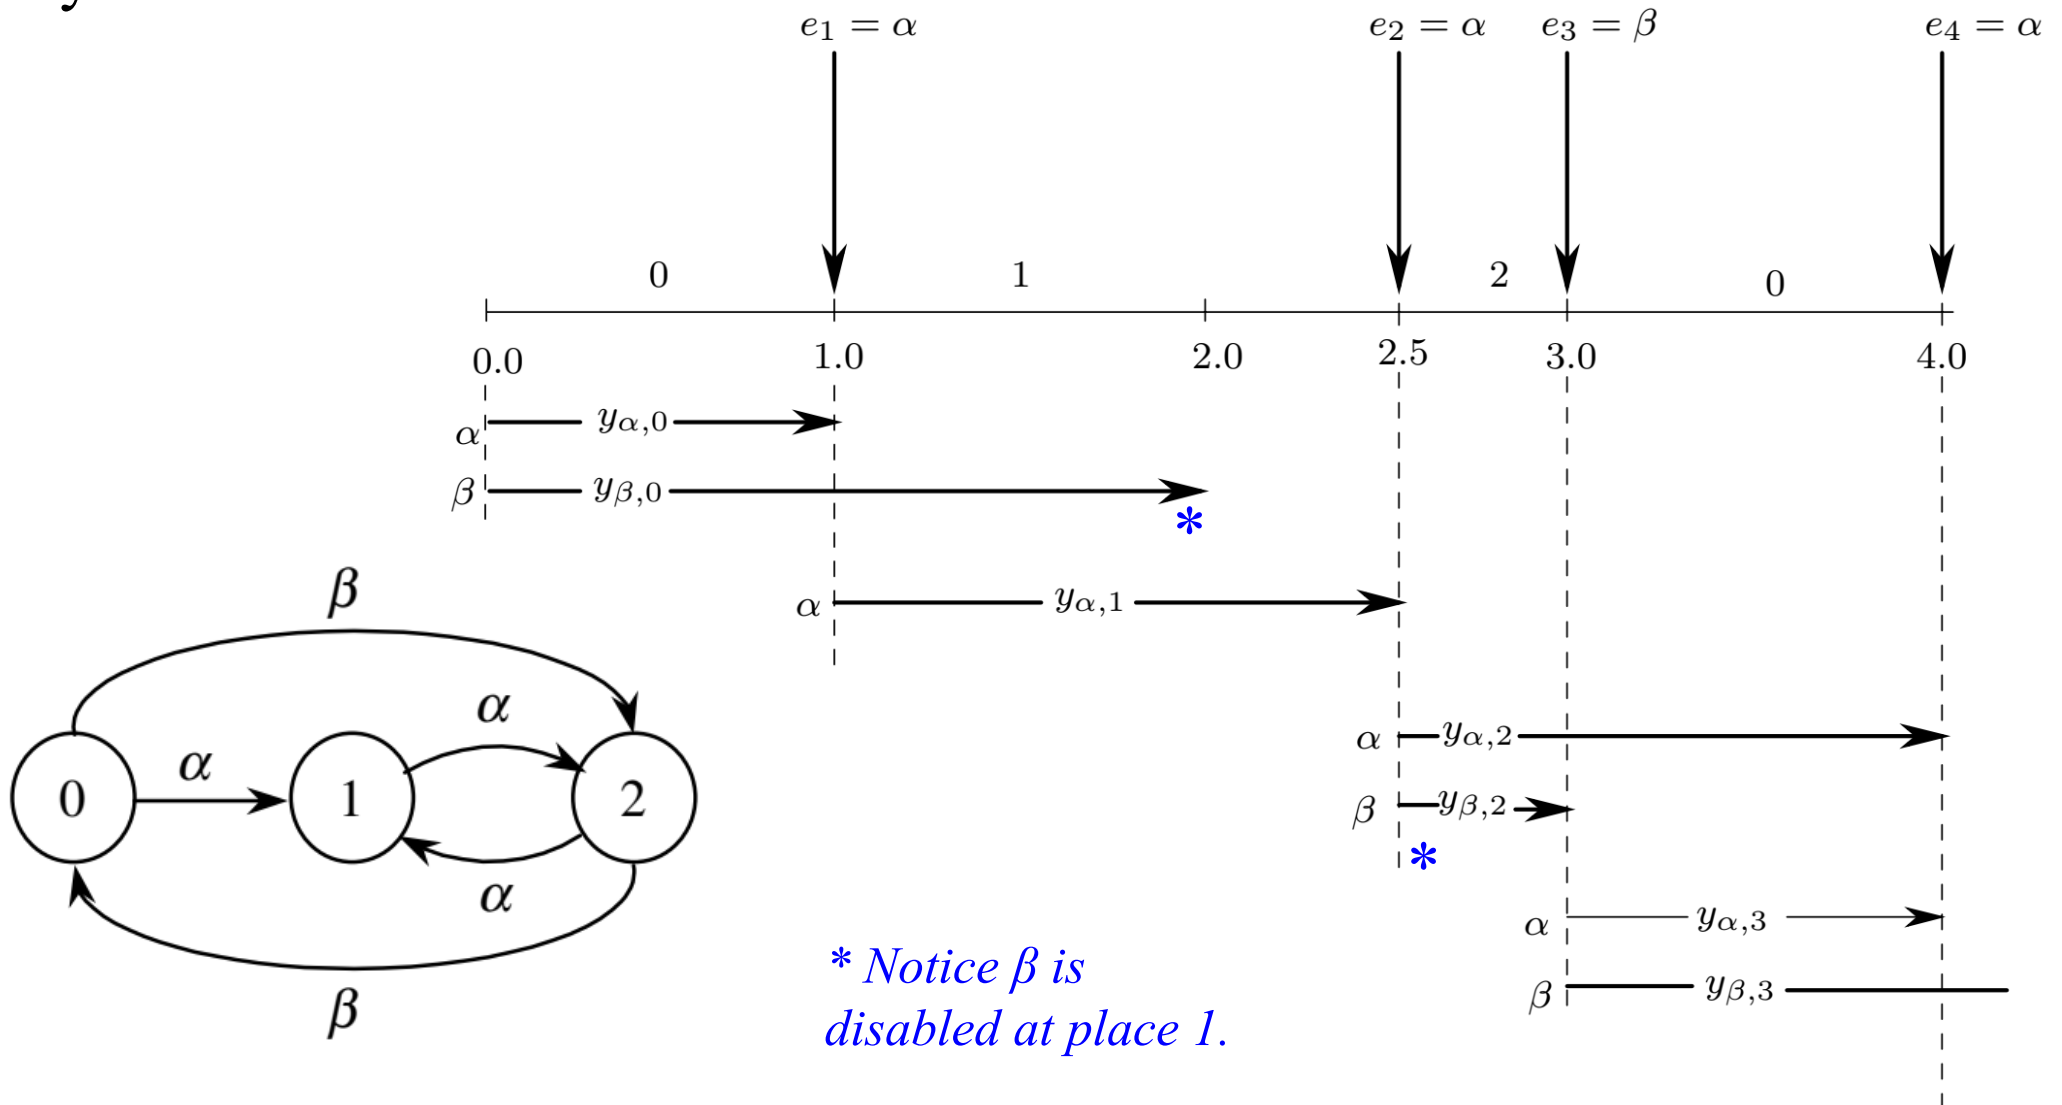 e₁ = α
e₂ = α
e₃ = β
e₄ = α
0
1
2
0
0.0
1.0
2.0
2.5
3.0
4.0
α
y_{α,0}
β
y_{β,0}
*
α
y_{α,1}
α
y_{α,2}
β
y_{β,2}
*
α
y_{α,3}
β
y_{β,3}
β
α
α
0
1
2
α
β
* Notice β is
disabled at place 1.